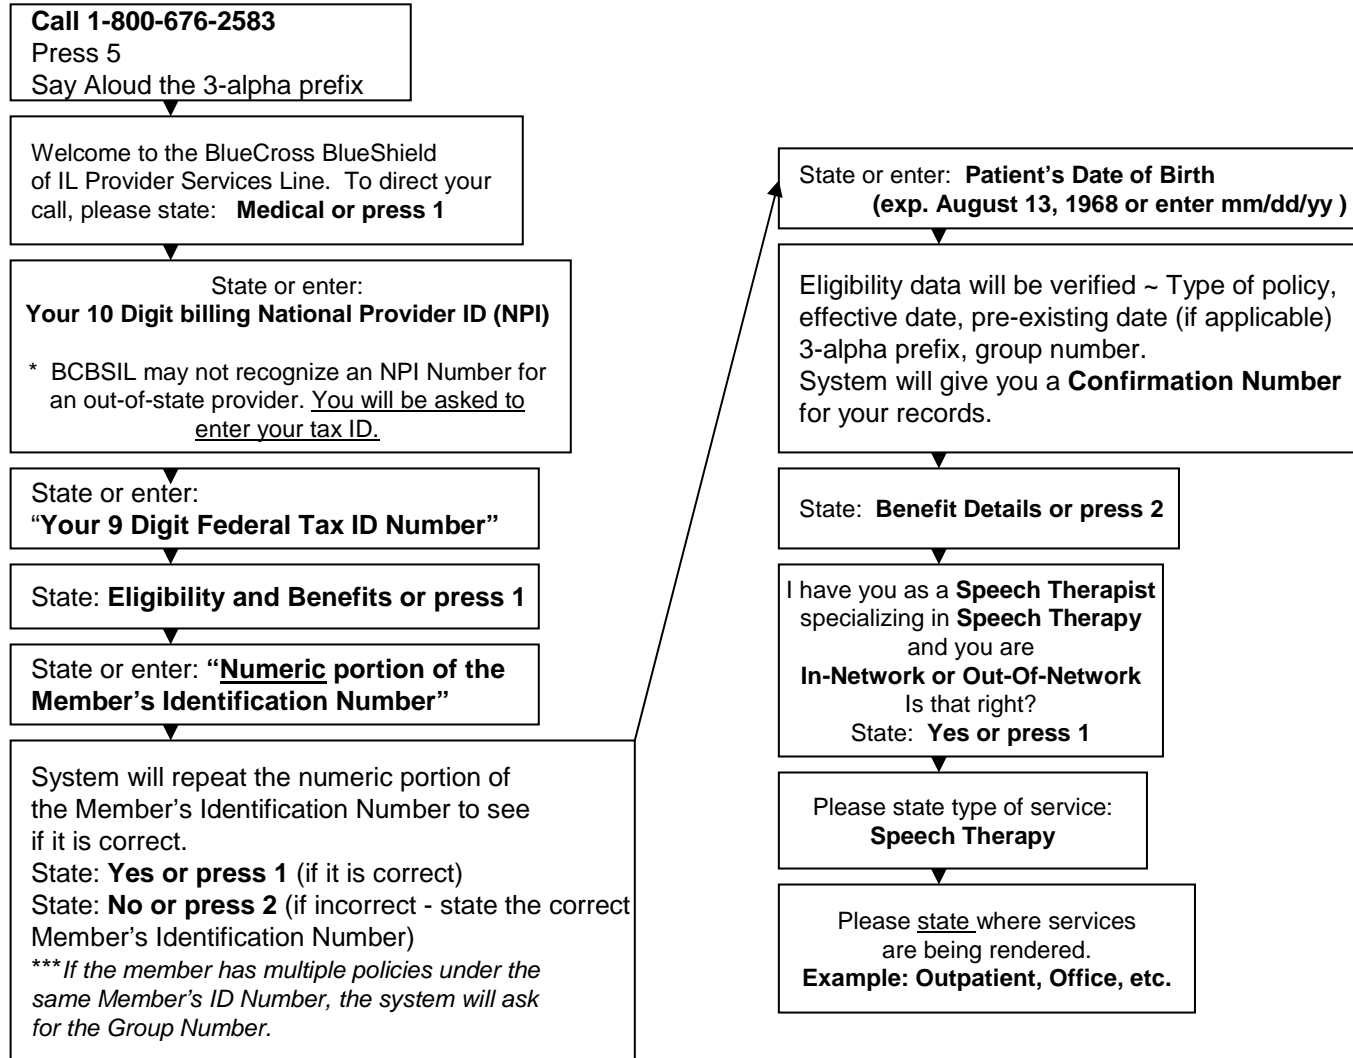 Call 1-800-676-2583
Press 5
Say Aloud the 3-alpha prefix
Welcome to the BlueCross BlueShield
of IL Provider Services Line.  To direct your
call, please state:   Medical or press 1
State or enter:
Your 10 Digit billing National Provider ID (NPI)
*  BCBSIL may not recognize an NPI Number for
an out-of-state provider. You will be asked to
enter your tax ID.
State or enter:
“Your 9 Digit Federal Tax ID Number”
State: Eligibility and Benefits or press 1
State or enter: “Numeric portion of the
Member’s Identification Number”
System will repeat the numeric portion of
the Member’s Identification Number to see
if it is correct.
State: Yes or press 1 (if it is correct)
State: No or press 2 (if incorrect - state the correct
Member’s Identification Number)
***If the member has multiple policies under the
same Member’s ID Number, the system will ask
for the Group Number.
State or enter:  Patient’s Date of Birth
(exp. August 13, 1968 or enter mm/dd/yy )
Eligibility data will be verified ~ Type of policy,
effective date, pre-existing date (if applicable)
3-alpha prefix, group number.
System will give you a Confirmation Number
for your records.
State:  Benefit Details or press 2
I have you as a Speech Therapist
specializing in Speech Therapy
and you are
In-Network or Out-Of-Network
Is that right?
State:  Yes or press 1
Please state type of service:
Speech Therapy
Please state where services
are being rendered.
Example: Outpatient, Office, etc.